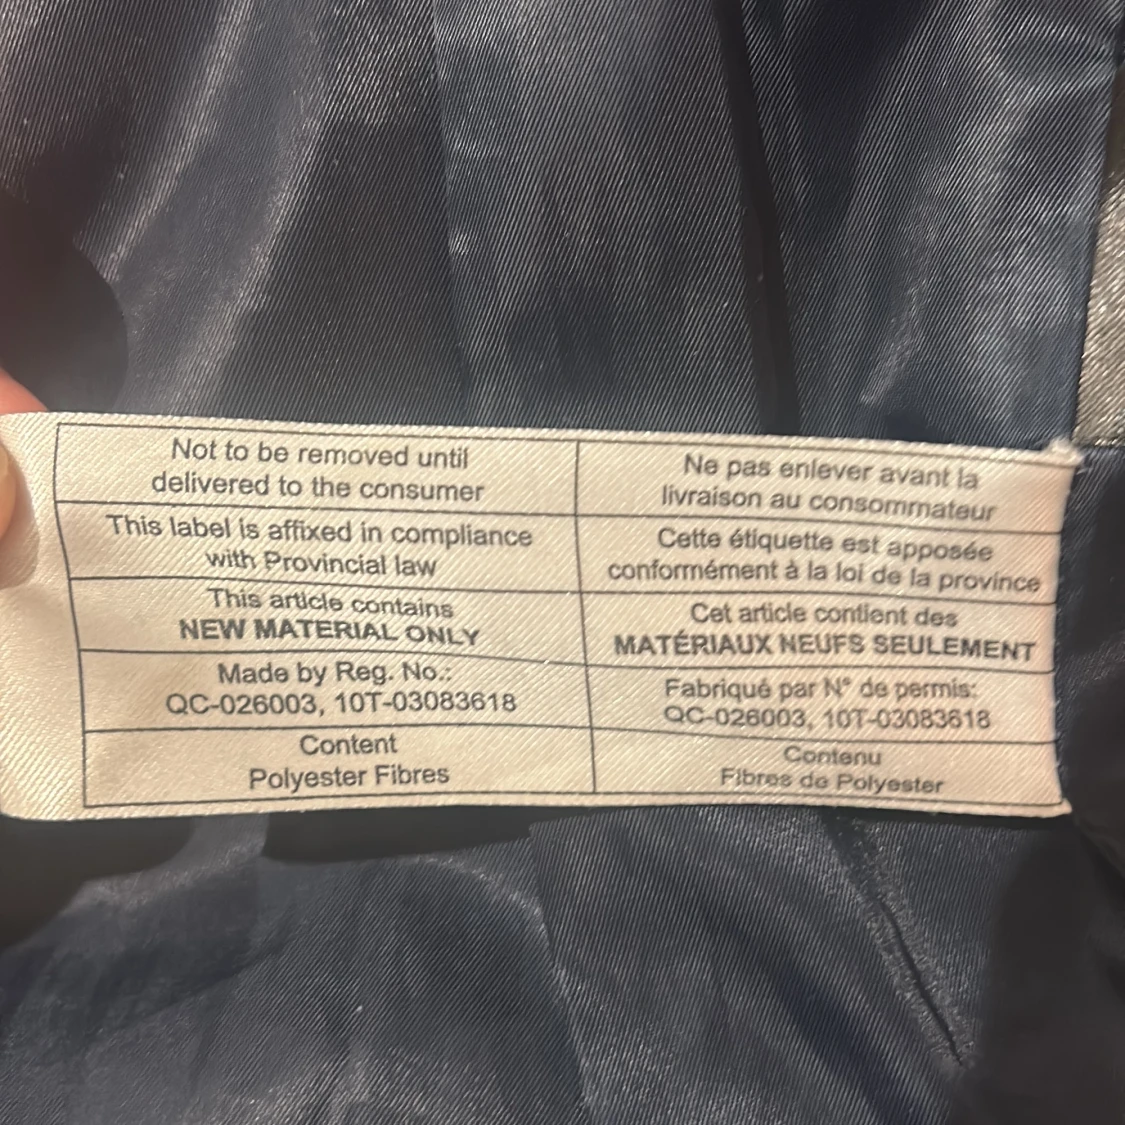 Not to be removed until
delivered to the consumer
Ne pas enlever avant la
livraison au consommateur
This label is affixed in compliance
with Provincial law
Cette étiquette est apposée
conformément à la loi de la province
This article contains
NEW MATERIAL ONLY
Cet article contient des
MATÉRIAUX NEUFS SEULEMENT
Made by Reg. No.:
QC-026003, 10T-03083618
Fabriqué par N° de permis:
QC-026003, 10T-03083618
Content
Polyester Fibres
Contenu
Fibres de Polyester